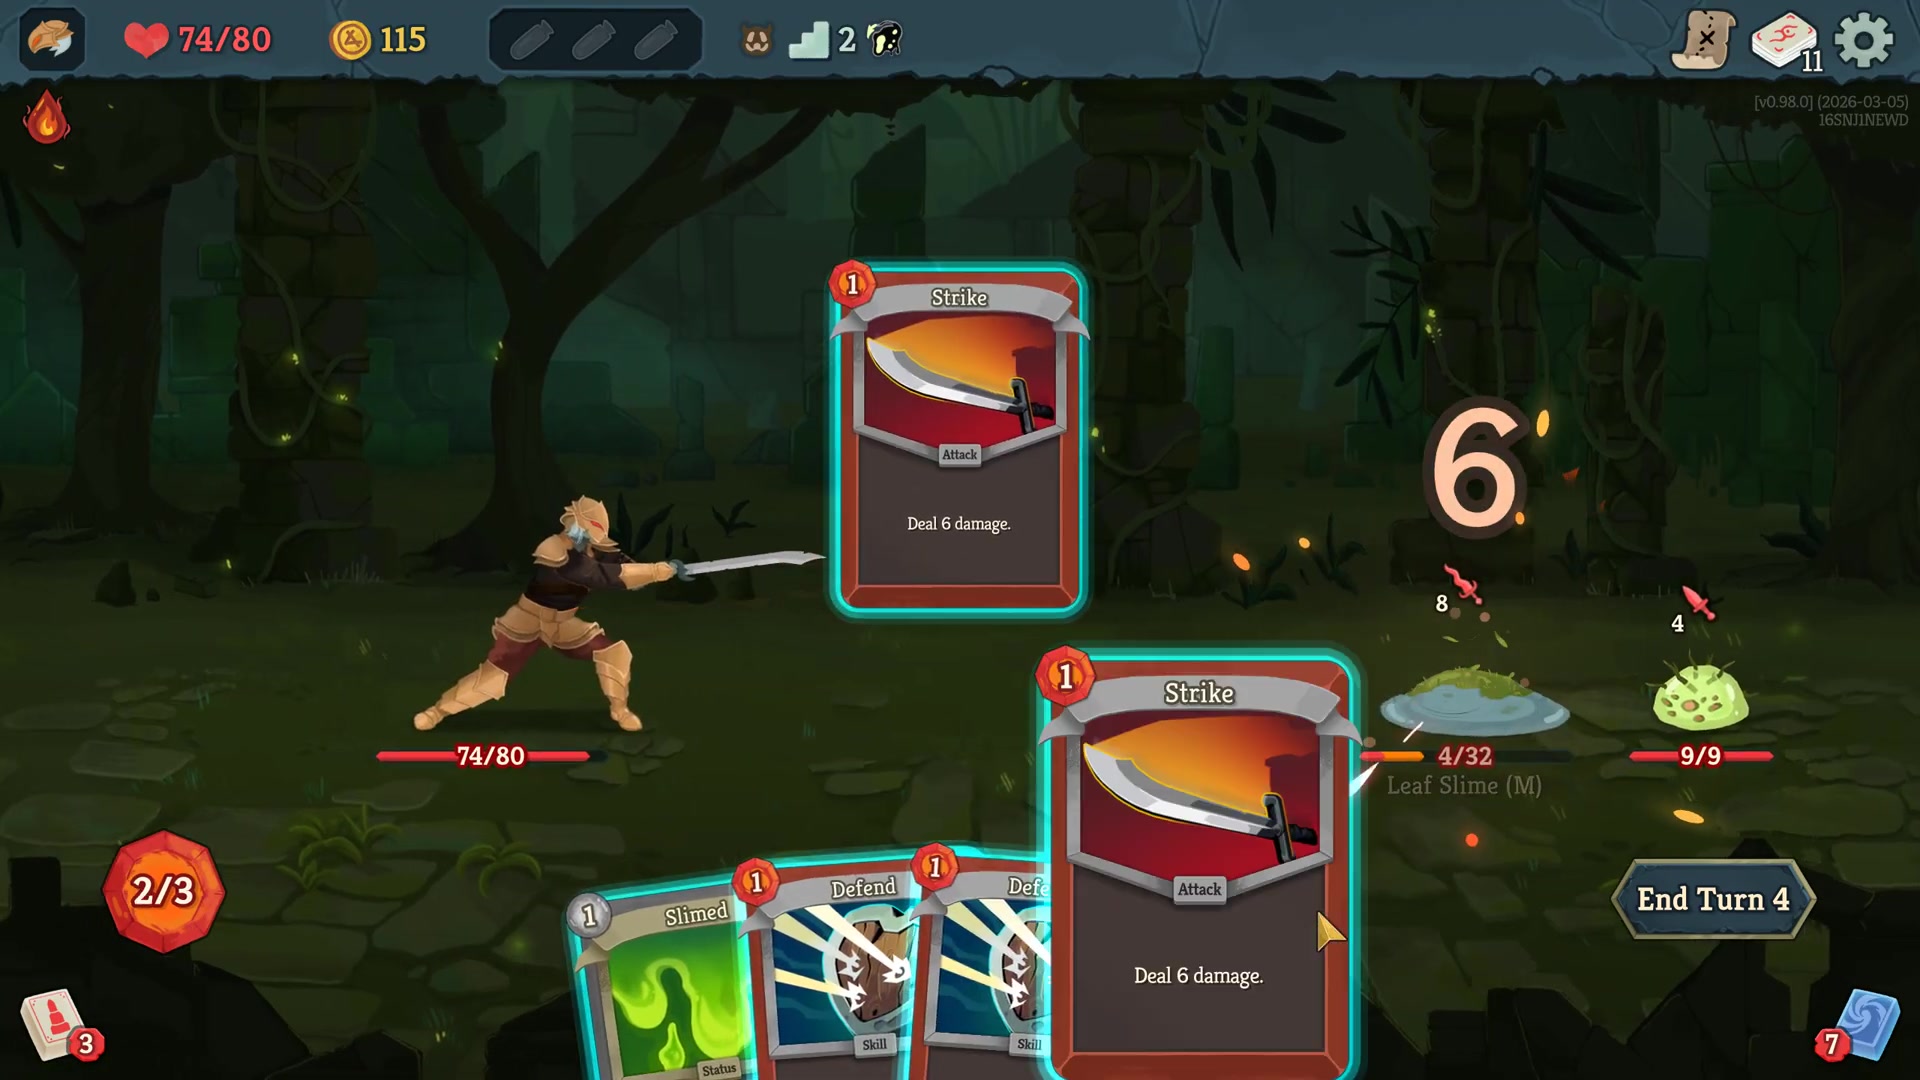 74/80
115
2
11
[v0.98.0] (2026-03-05)
16SNJ1NEWD
1
Strike
Attack
Deal 6 damage.
6
8
4
74/80
4/32
9/9
Leaf Slime (M)
2/3
1
Slimed
Status
1
Defend
Skill
1
Defe
Skill
1
Strike
Attack
Deal 6 damage.
End Turn 4
3
7